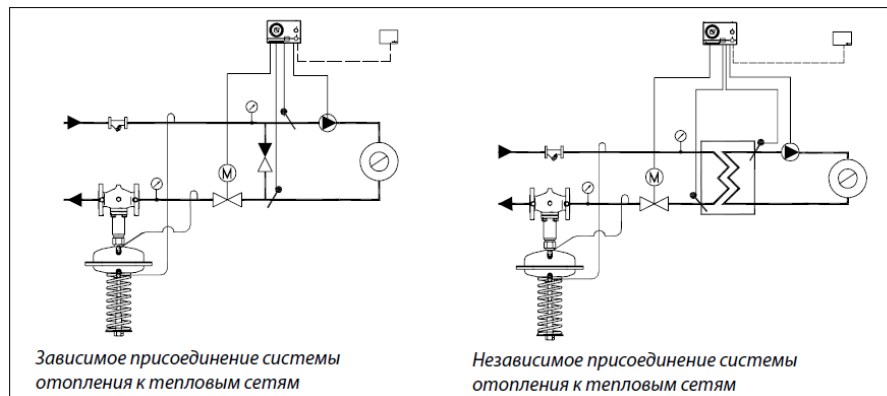 M
M
Зависимое присоединение системы
отопления к тепловым сетям
Независимое присоединение системы
отопления к тепловым сетям